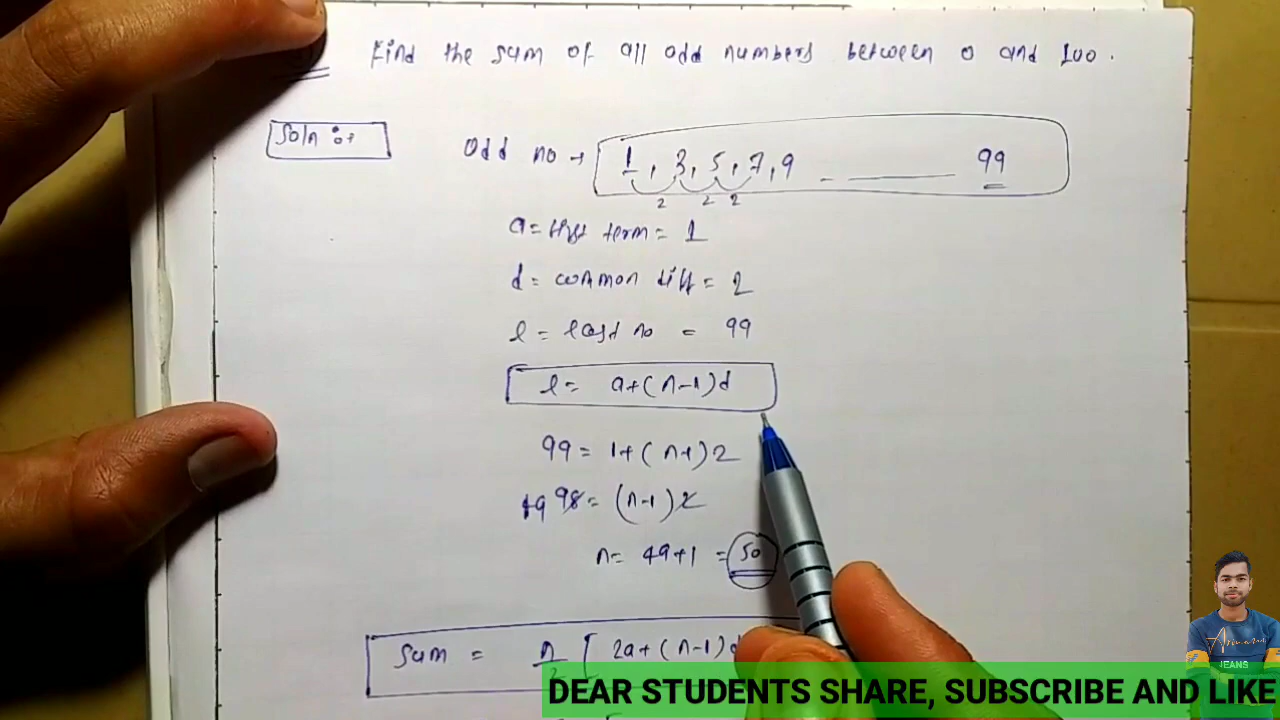 Find the sum of all odd numbers between 0 and 100.
Soln :→
Odd no → 1, 3, 5, 7, 9 _ ______ 99
2 2 2
a = first term = 1
d = common diff = 2
l = last no = 99
l = a+(n-1)d
99 = 1+(n-1)2
49 98 = (n-1)2
n = 49+1 = 50
Sum = n/2 [2a+(n-1)d
DEAR STUDENTS SHARE, SUBSCRIBE AND LIKE
JEANS